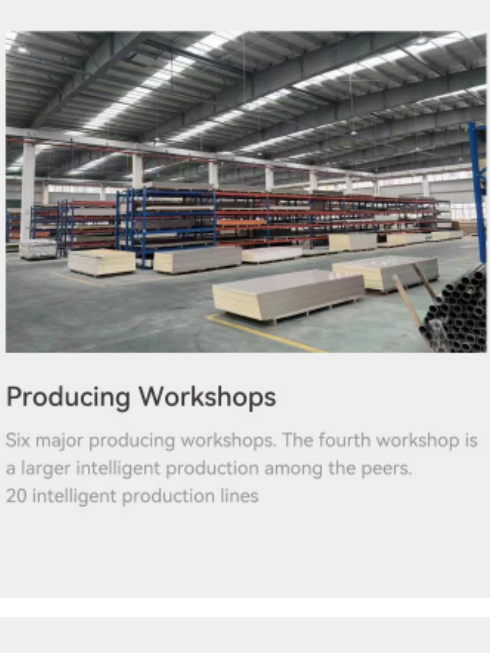 Producing Workshops
Six major producing workshops. The fourth workshop is
a larger intelligent production among the peers.
20 intelligent production lines